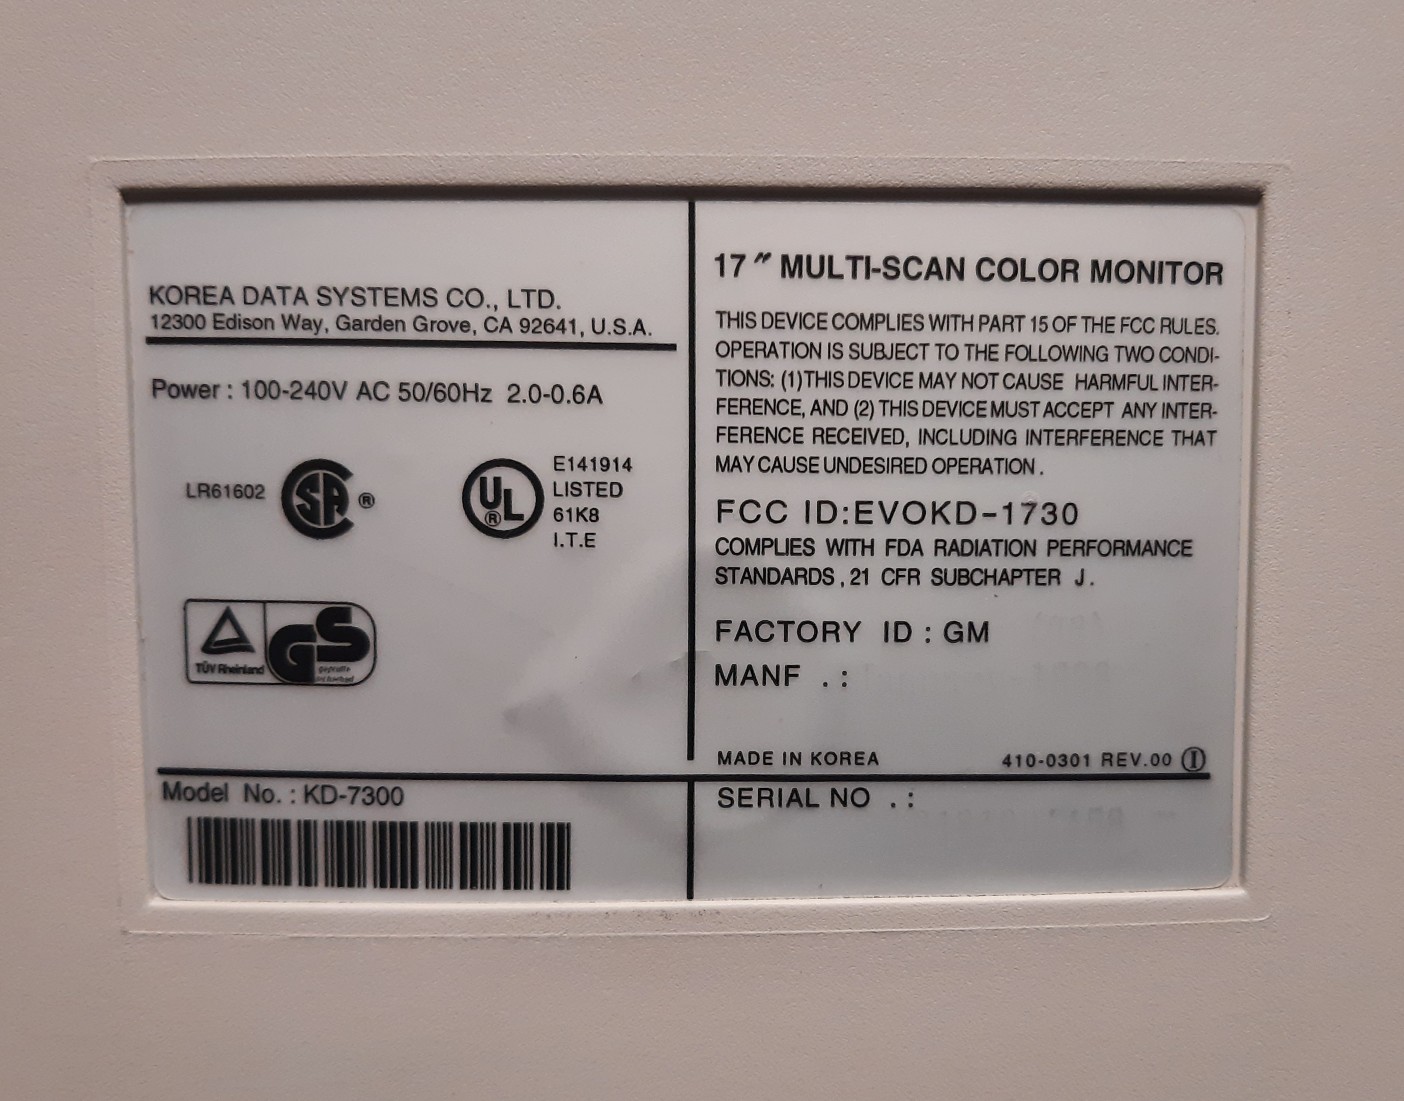 KOREA DATA SYSTEMS CO., LTD.
12300 Edison Way, Garden Grove, CA 92641, U.S.A.
Power : 100-240V AC 50/60Hz 2.0-0.6A
LR61602
SA ®
UL ®
E141914
LISTED
61K8
I.T.E
TÜV Rheinland
GS
geprüfte
Sicherheit
Model No. : KD-7300
17″ MULTI-SCAN COLOR MONITOR
THIS DEVICE COMPLIES WITH PART 15 OF THE FCC RULES.
OPERATION IS SUBJECT TO THE FOLLOWING TWO CONDI-
TIONS: (1)THIS DEVICE MAY NOT CAUSE HARMFUL INTER-
FERENCE, AND (2) THIS DEVICE MUST ACCEPT ANY INTER-
FERENCE RECEIVED, INCLUDING INTERFERENCE THAT
MAY CAUSE UNDESIRED OPERATION .
FCC ID:EVOKD-1730
COMPLIES WITH FDA RADIATION PERFORMANCE
STANDARDS , 21 CFR SUBCHAPTER J .
FACTORY ID : GM
MANF . :
MADE IN KOREA
410-0301 REV.00 I
SERIAL NO . :